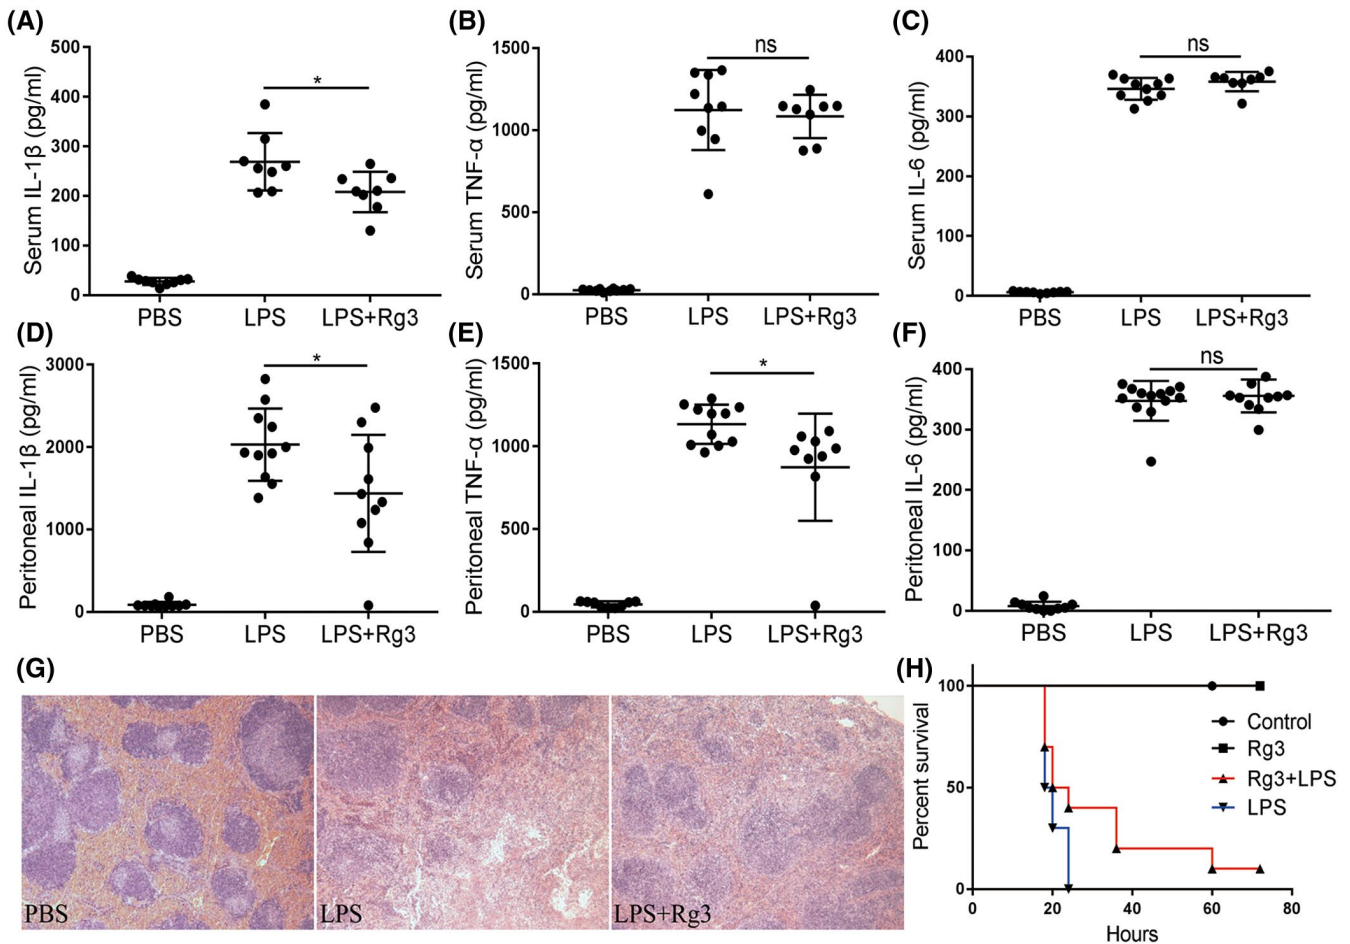 (A)
Serum IL-1β (pg/ml)
500
400
300
200
100
0
*
PBS
LPS
LPS+Rg3
(B)
Serum TNF-α (pg/ml)
1500
1000
500
0
ns
PBS
LPS
LPS+Rg3
(C)
Serum IL-6 (pg/ml)
400
300
200
100
0
ns
PBS
LPS
LPS+Rg3
(D)
Peritoneal IL-1β (pg/ml)
3000
2000
1000
0
*
PBS
LPS
LPS+Rg3
(E)
Peritoneal TNF-α (pg/ml)
1500
1000
500
0
*
PBS
LPS
LPS+Rg3
(F)
Peritoneal IL-6 (pg/ml)
400
300
200
100
0
ns
PBS
LPS
LPS+Rg3
(G)
PBS
LPS
LPS+Rg3
(H)
Percent survival
100
50
0
0
20
40
60
80
Hours
Control
Rg3
Rg3+LPS
LPS